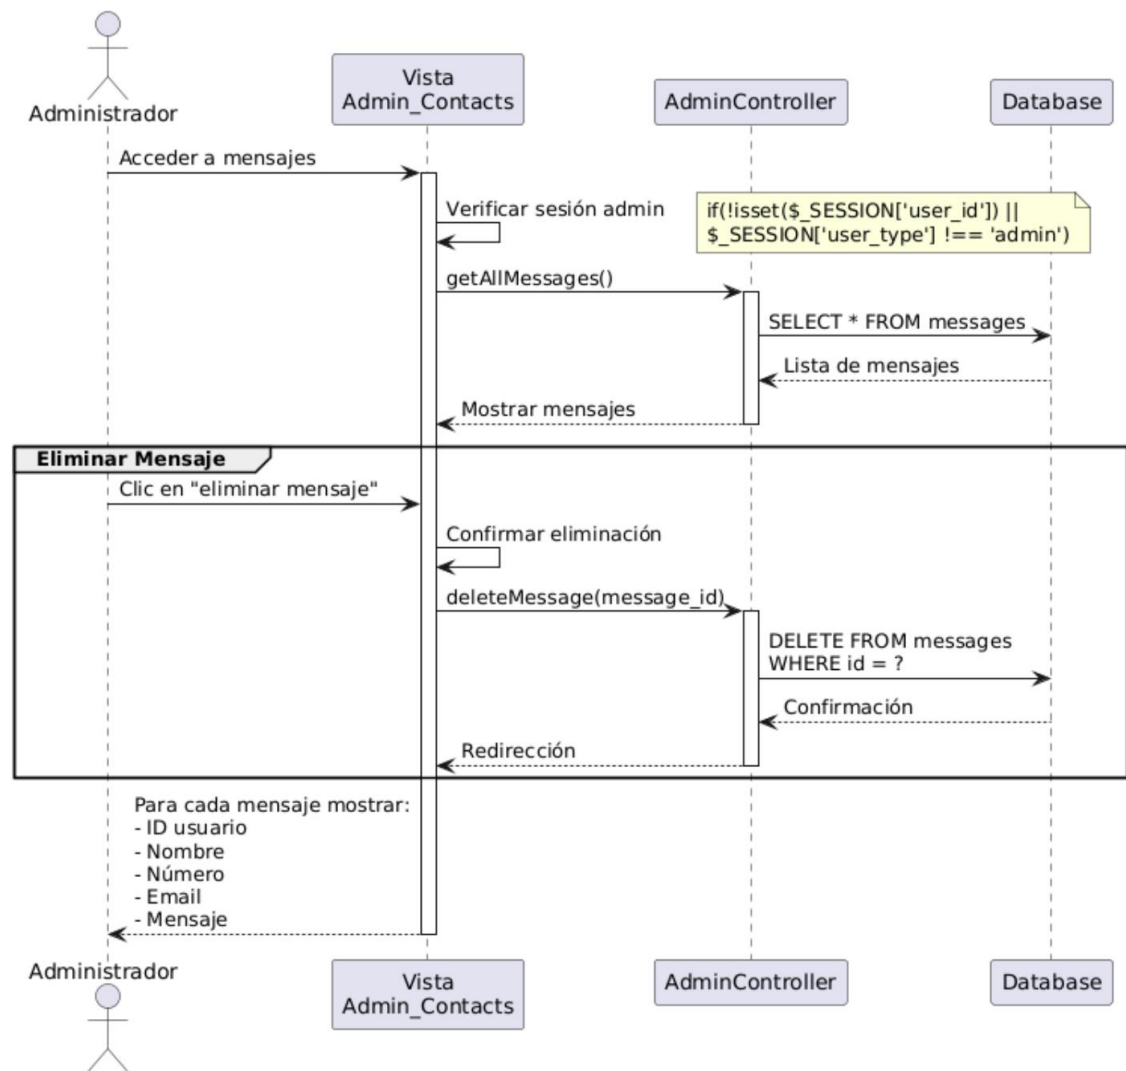 Administrador
Vista
Admin_Contacts
AdminController
Database
Acceder a mensajes
Verificar sesión admin
if(!isset($_SESSION['user_id']) ||
$_SESSION['user_type'] !== 'admin')
getAllMessages()
SELECT * FROM messages
Lista de mensajes
Mostrar mensajes
Eliminar Mensaje
Clic en "eliminar mensaje"
Confirmar eliminación
deleteMessage(message_id)
DELETE FROM messages
WHERE id = ?
Confirmación
Redirección
Para cada mensaje mostrar:
- ID usuario
- Nombre
- Número
- Email
- Mensaje
Administrador
Vista
Admin_Contacts
AdminController
Database